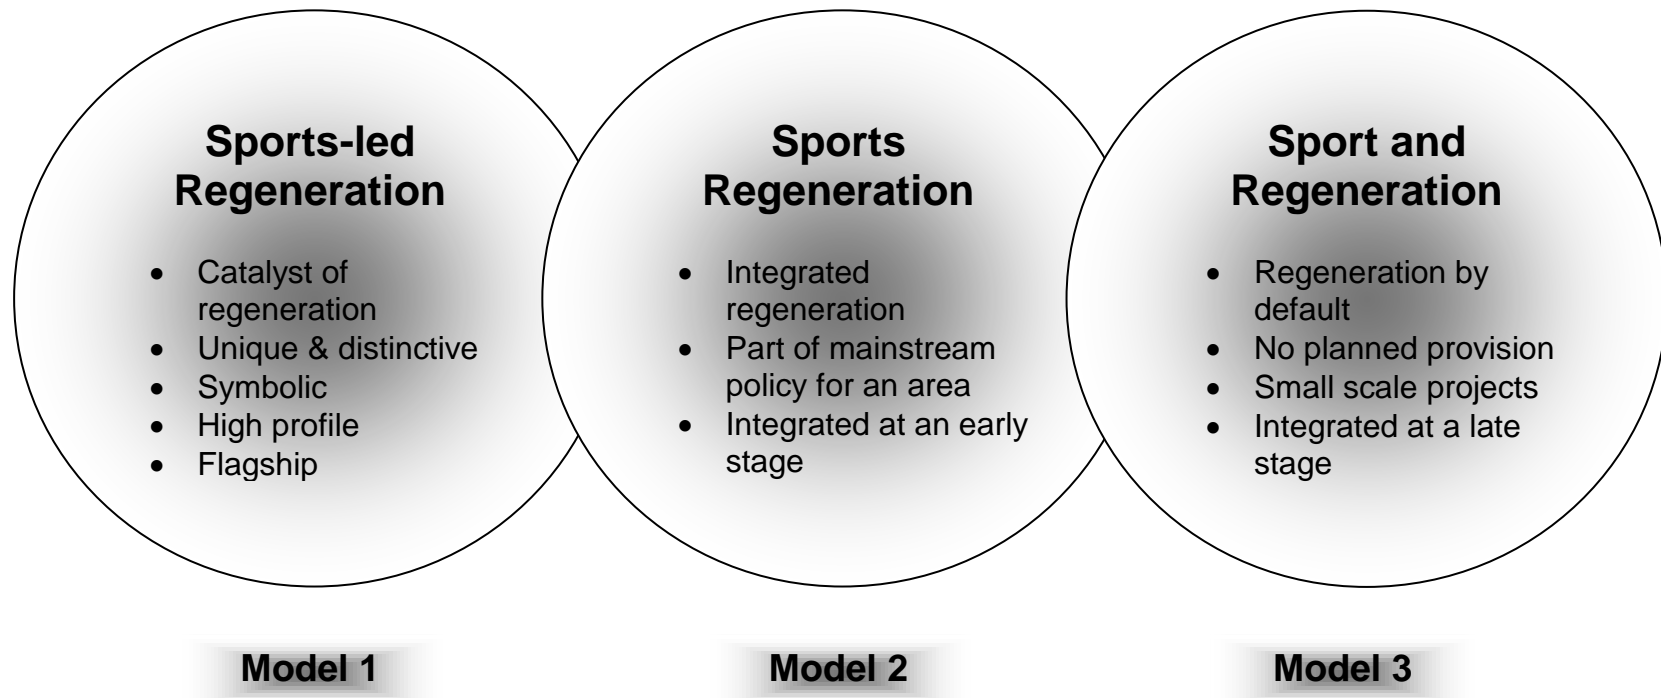 Sports-led
Regeneration
• Catalyst of
regeneration
• Unique & distinctive
• Symbolic
• High profile
• Flagship
Model 1
Sports
Regeneration
• Integrated
regeneration
• Part of mainstream
policy for an area
• Integrated at an early
stage
Model 2
Sport and
Regeneration
• Regeneration by
default
• No planned provision
• Small scale projects
• Integrated at a late
stage
Model 3